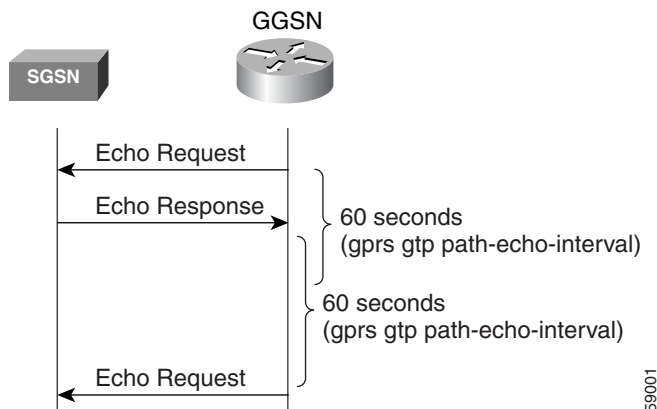 GGSN
SGSN
Echo Request
Echo Response
60 seconds
(gprs gtp path-echo-interval)
60 seconds
(gprs gtp path-echo-interval)
Echo Request
59001